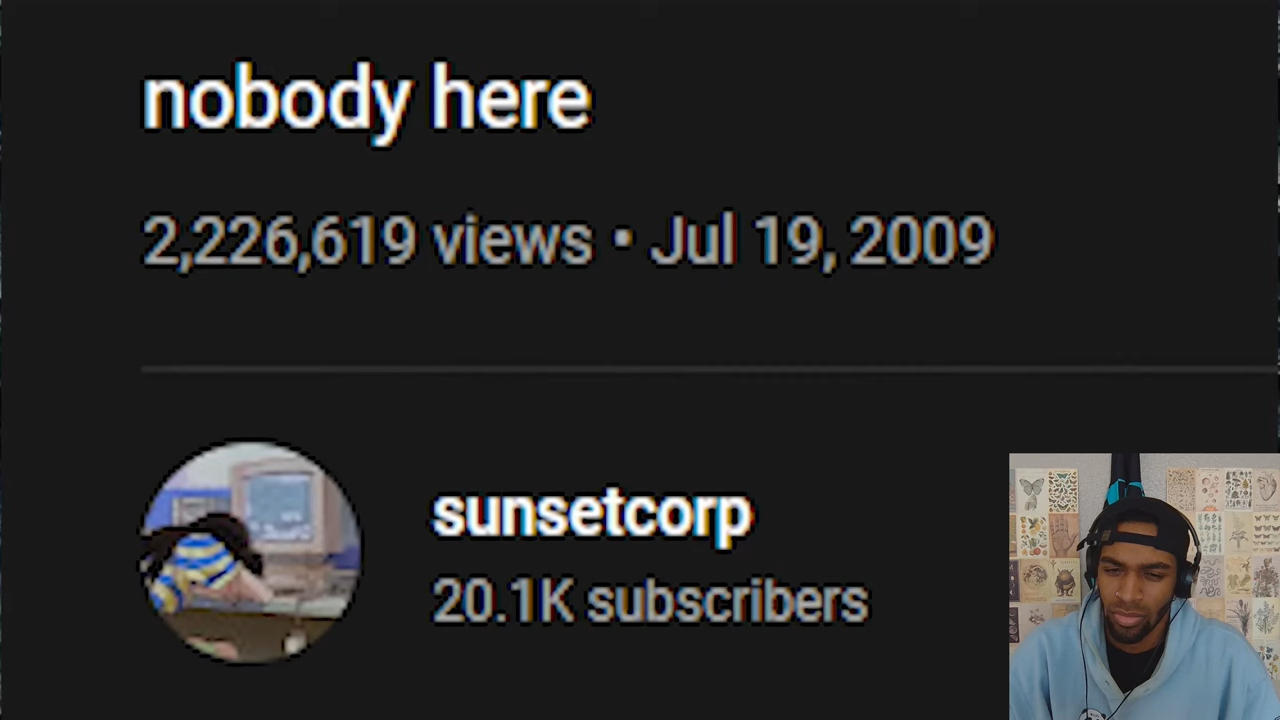 nobody here
2,226,619 views • Jul 19, 2009
sunsetcorp
20.1K subscribers